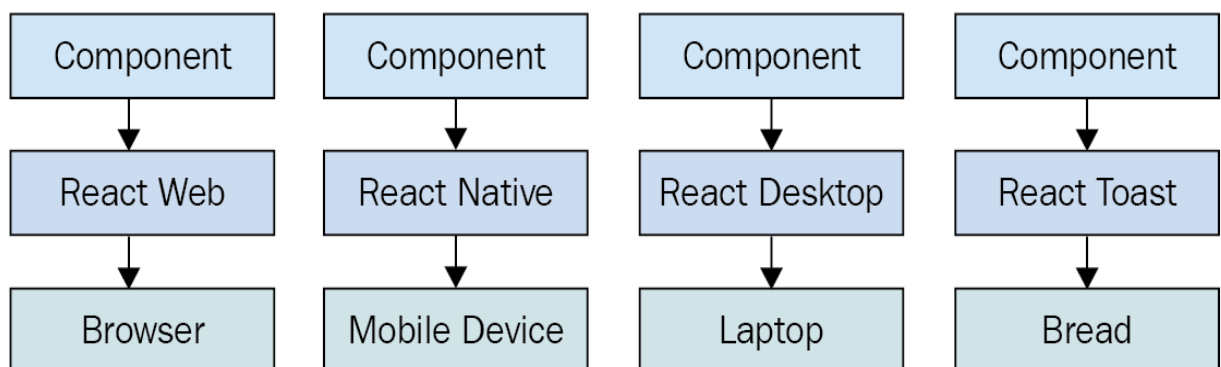 Component Component Component Component
React Web React Native React Desktop React Toast
Browser Mobile Device Laptop Bread